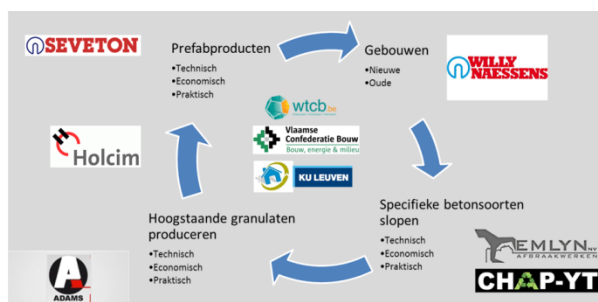 SEVETON
Prefabproducten
•Technisch
•Economisch
•Praktisch
Gebouwen
•Nieuwe
•Oude
WILLY
NAESSENS
wtcb.be
Vlaamse
Confederatie Bouw
Bouw, energie & milieu
KU LEUVEN
Holcim
Hoogstaande granulaten
produceren
•Technisch
•Economisch
•Praktisch
Specifieke betonsoorten
slopen
•Technisch
•Economisch
•Praktisch
EMLYN NV
AFBRAAKWERKEN
CHAP-YT
A
ADAMS